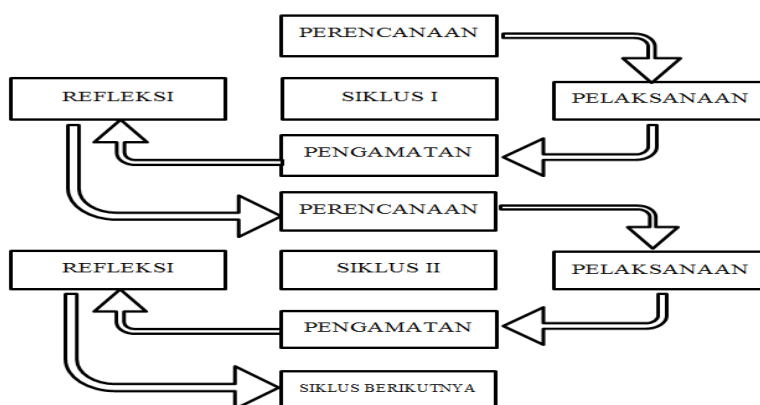 PERENCANAAN
REFLEKSI
SIKLUS I
PELAKSANAAN
PENGAMATAN
PERENCANAAN
REFLEKSI
SIKLUS II
PELAKSANAAN
PENGAMATAN
SIKLUS BERIKUTNYA